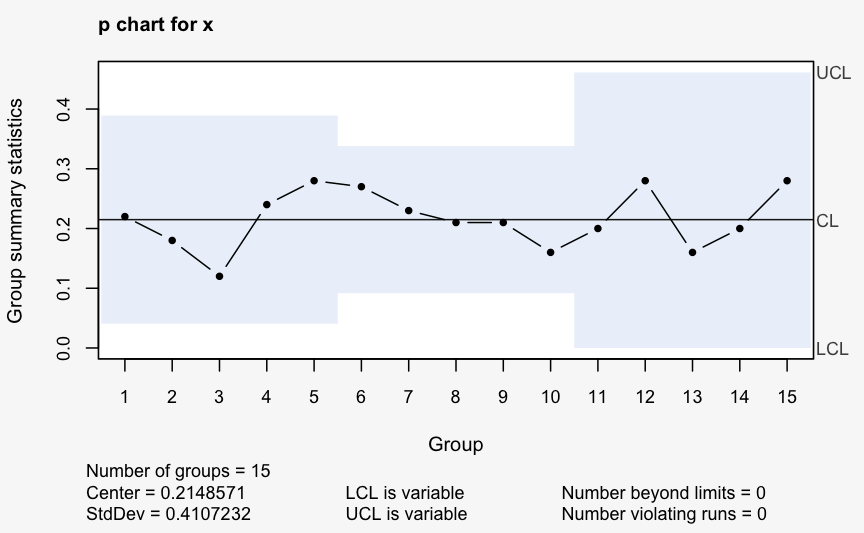 p chart for x
Group summary statistics
0.4
0.3
0.2
0.1
0.0
UCL
CL
LCL
1 2 3 4 5 6 7 8 9 10 11 12 13 14 15
Group
Number of groups = 15
Center = 0.2148571 LCL is variable Number beyond limits = 0
StdDev = 0.4107232 UCL is variable Number violating runs = 0